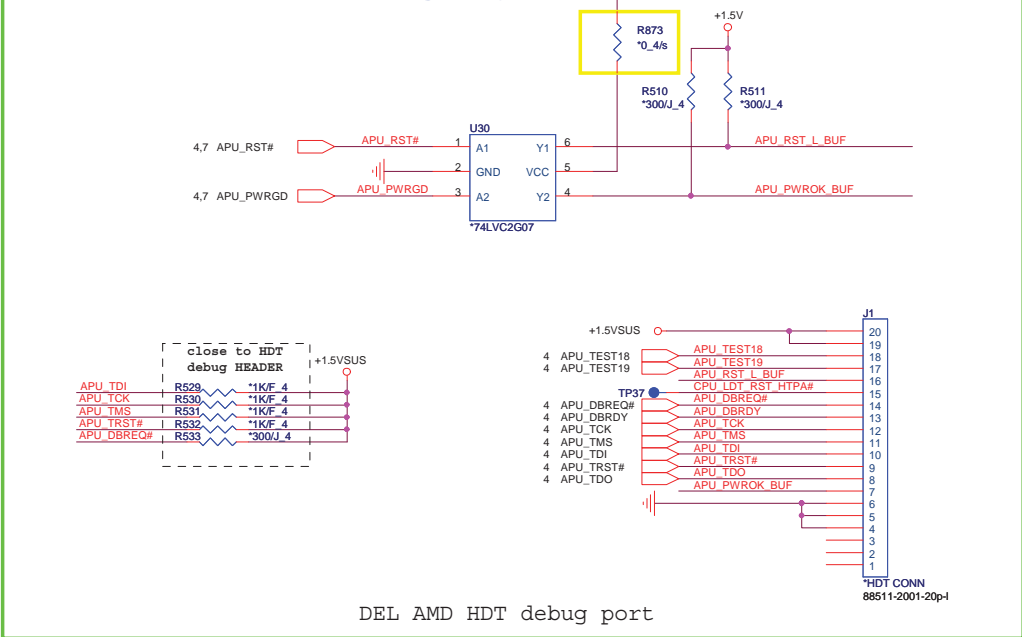 +1.5V
R873
*0_4/s
R510
*300/J_4
R511
*300/J_4
U30
4,7 APU_RST#
APU_RST#
1
A1
Y1
6
APU_RST_L_BUF
2
GND
VCC
5
4,7 APU_PWRGD
APU_PWRGD
3
A2
Y2
4
APU_PWROK_BUF
*74LVC2G07
close to HDT
debug HEADER
+1.5VSUS
APU_TDI R529 *1K/F_4
APU_TCK R530 *1K/F_4
APU_TMS R531 *1K/F_4
APU_TRST# R532 *1K/F_4
APU_DBREQ# R533 *300/J_4
J1
+1.5VSUS 20
19
4 APU_TEST18 APU_TEST18 18
4 APU_TEST19 APU_TEST19 17
APU_RST_L_BUF 16
TP37 CPU_LDT_RST_HTPA# 15
4 APU_DBREQ# APU_DBREQ# 14
4 APU_DBRDY APU_DBRDY 13
4 APU_TCK APU_TCK 12
4 APU_TMS APU_TMS 11
4 APU_TDI APU_TDI 10
4 APU_TRST# APU_TRST# 9
4 APU_TDO APU_TDO 8
APU_PWROK_BUF 7
6
5
4
3
2
1
*HDT CONN
88511-2001-20p-l
DEL AMD HDT debug port